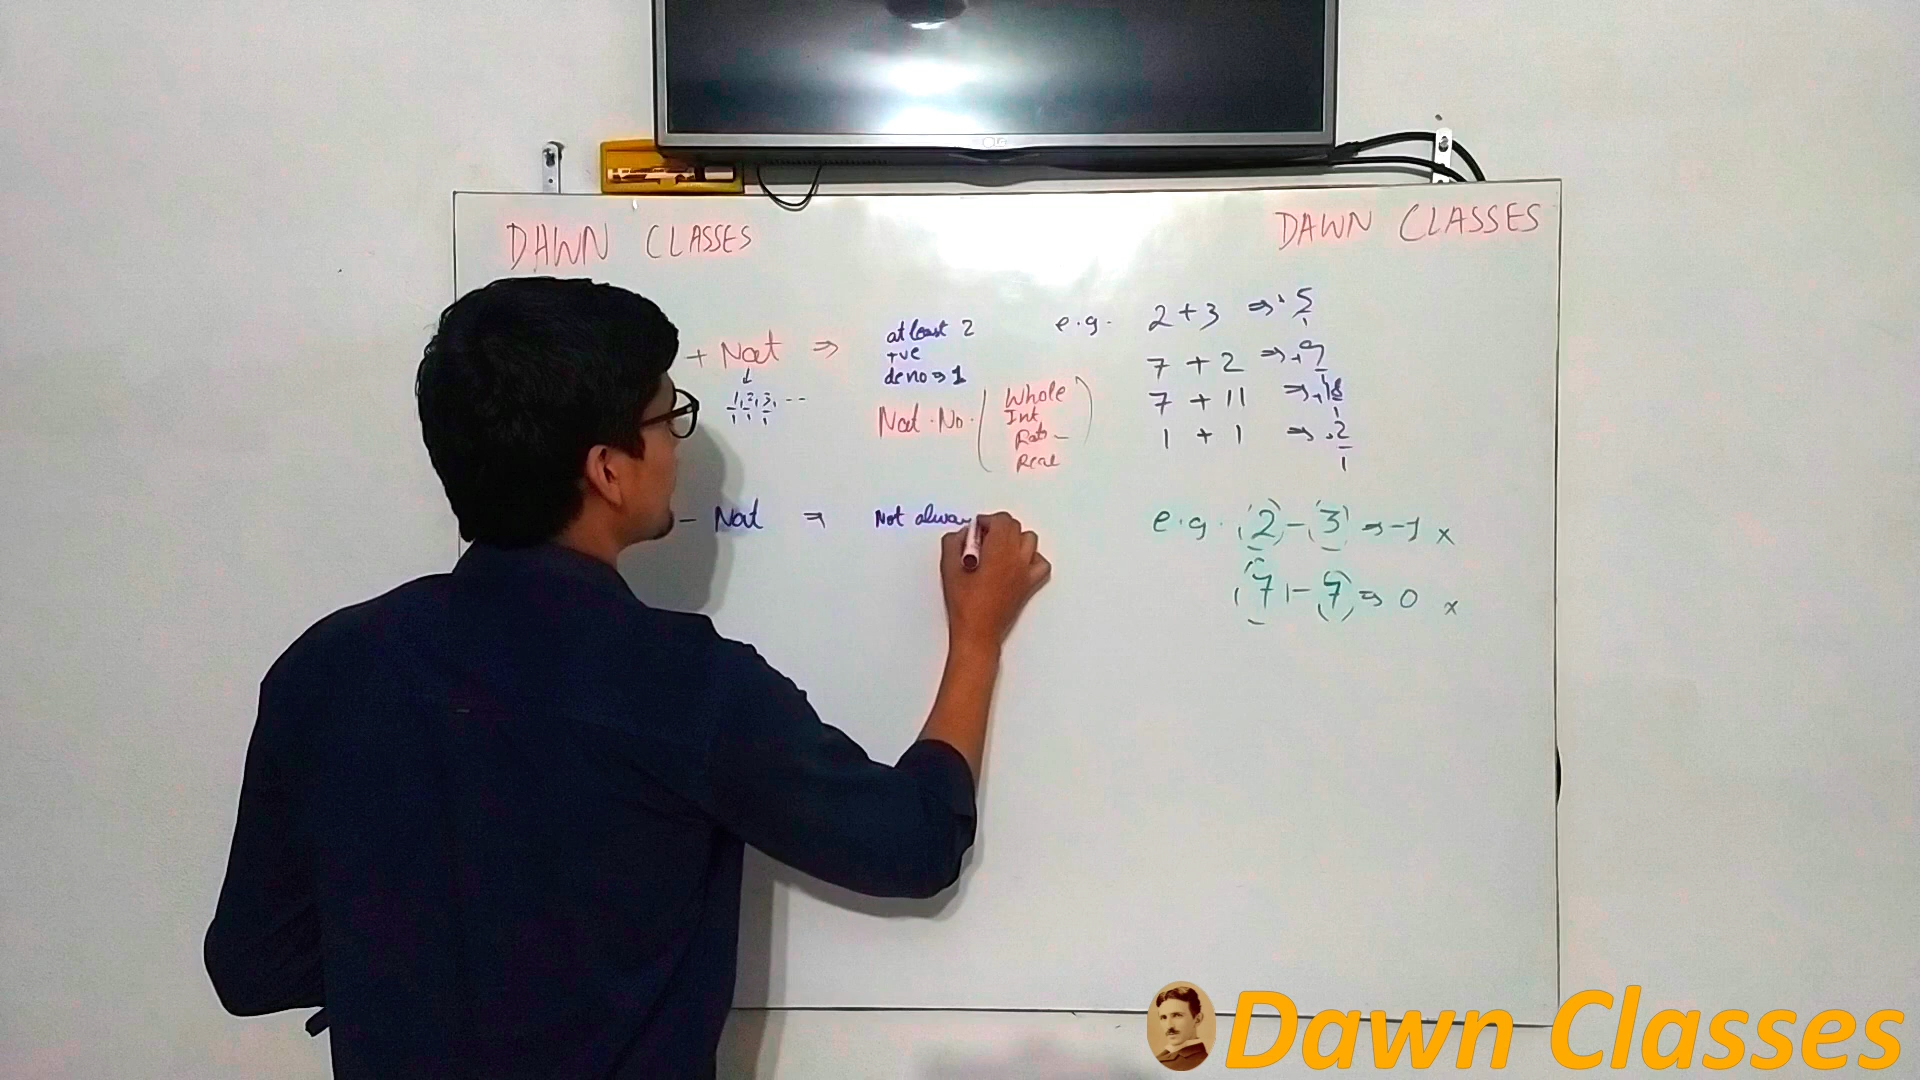 DAWN CLASSES
DAWN CLASSES
+ Nat ⇒
1, 2, 3, --
1 1 1
at least 2
+ve
deno ⇒ 1
Nat. No. (Whole
Int
Rat-
Real)
e.g. 2 + 3 ⇒ 5
1
7 + 2 ⇒ +9
1
7 + 11 ⇒ +18
1
1 + 1 ⇒ 2
1
- Nat ⇒ Not alwa
e.g. (2) - (3) ⇒ -1 x
(7) - (7) ⇒ 0 x
Dawn Classes